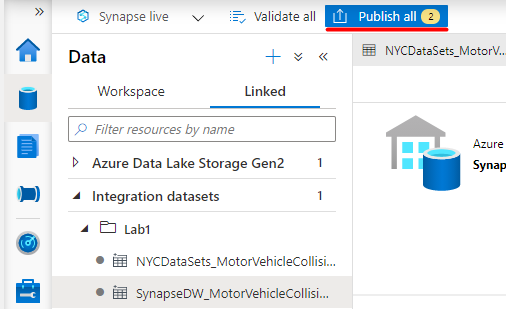 »
Synapse live
Validate all
Publish all 2
Data
Workspace
Linked
Filter resources by name
Azure Data Lake Storage Gen2 1
Integration datasets 1
Lab1
NYCDataSets_MotorVehicleCollisi...
SynapseDW_MotorVehicleCollisi...
NYCDataSets_MotorV...
Azure
Synap